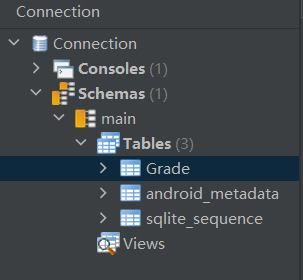 Connection
Connection
Consoles (1)
Schemas (1)
main
Tables (3)
Grade
android_metadata
sqlite_sequence
Views